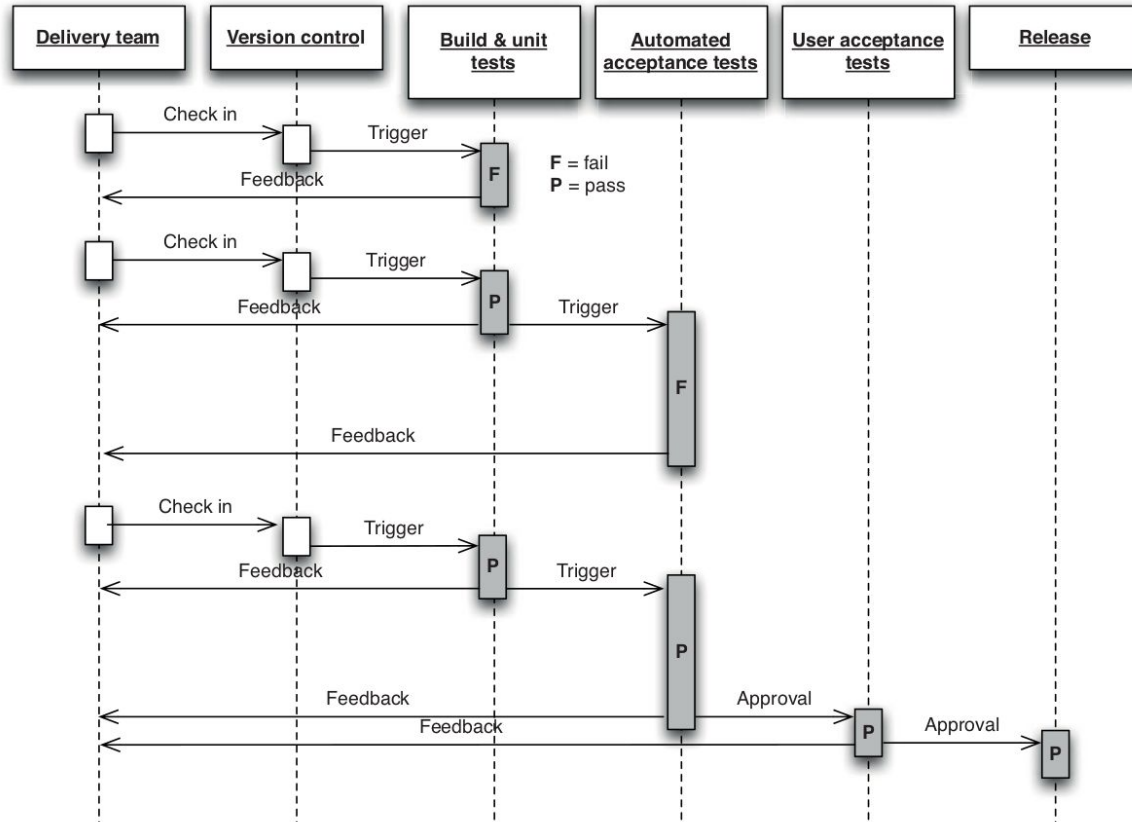 Delivery team
Version control
Build & unit
tests
Automated
acceptance tests
User acceptance
tests
Release
Check in
Trigger
F
F = fail
P = pass
Feedback
Check in
Trigger
P
Feedback
Trigger
F
Feedback
Check in
Trigger
P
Feedback
Trigger
P
Feedback
Approval
P
Feedback
Approval
P